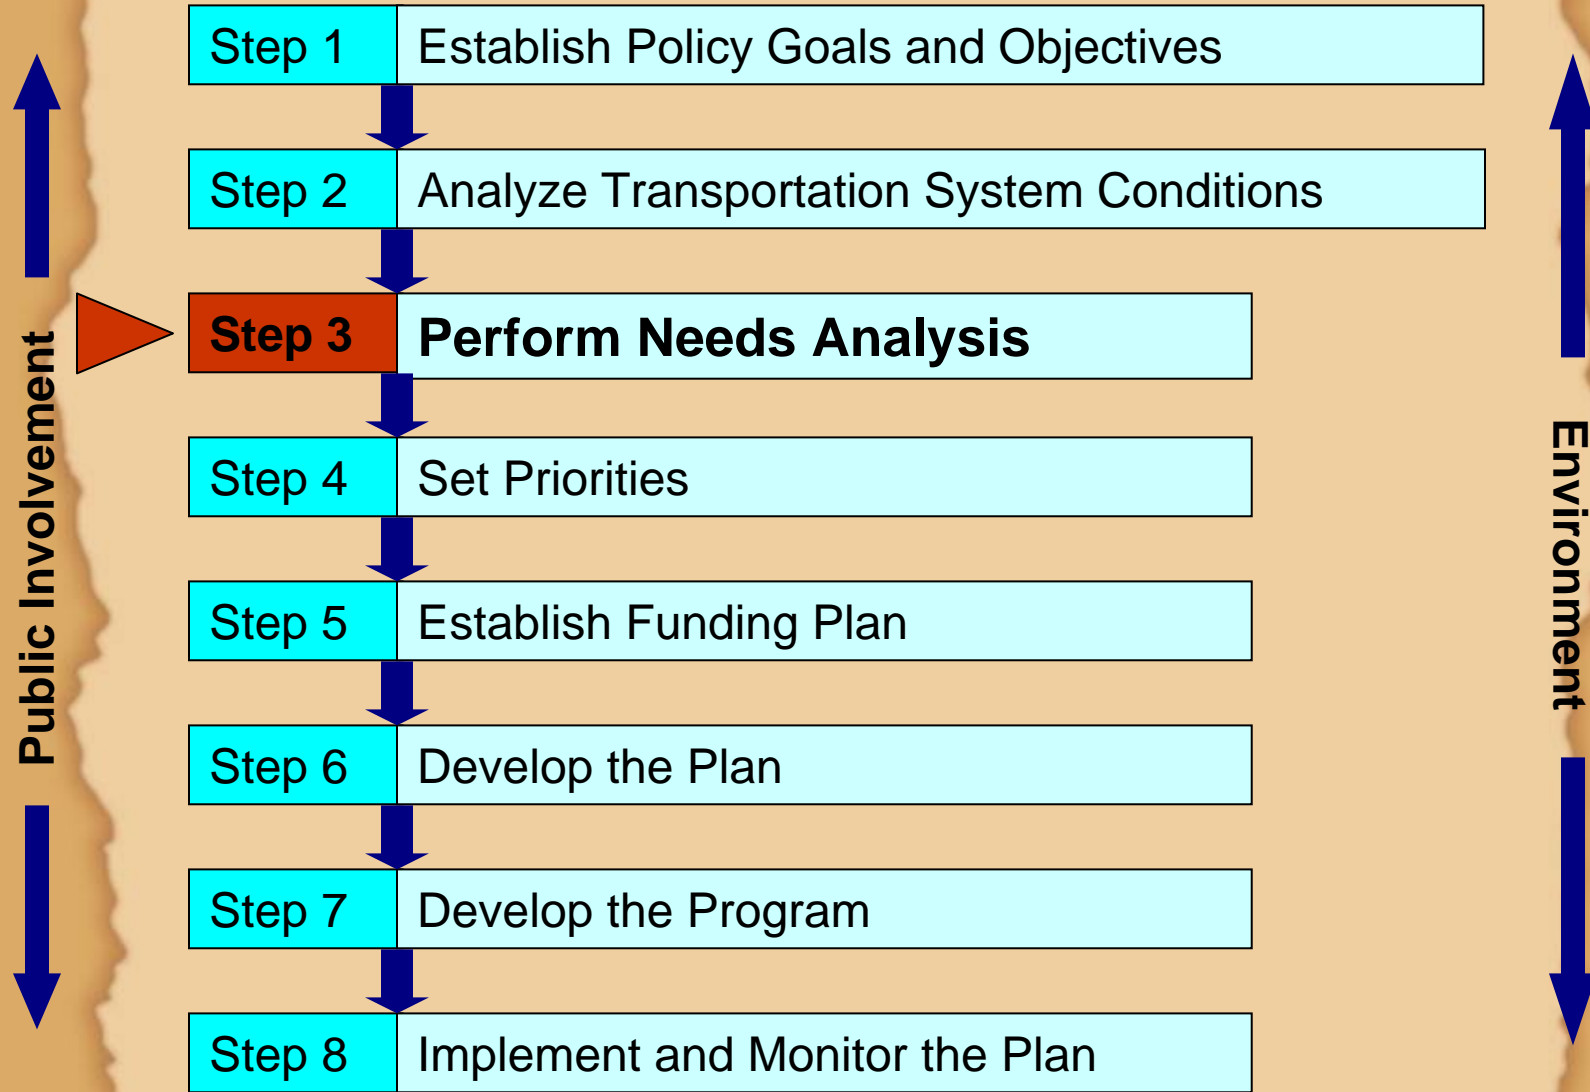 Step 1 Establish Policy Goals and Objectives
Step 2 Analyze Transportation System Conditions
Step 3 Perform Needs Analysis
Step 4 Set Priorities
Step 5 Establish Funding Plan
Step 6 Develop the Plan
Step 7 Develop the Program
Step 8 Implement and Monitor the Plan
Public Involvement
Environment